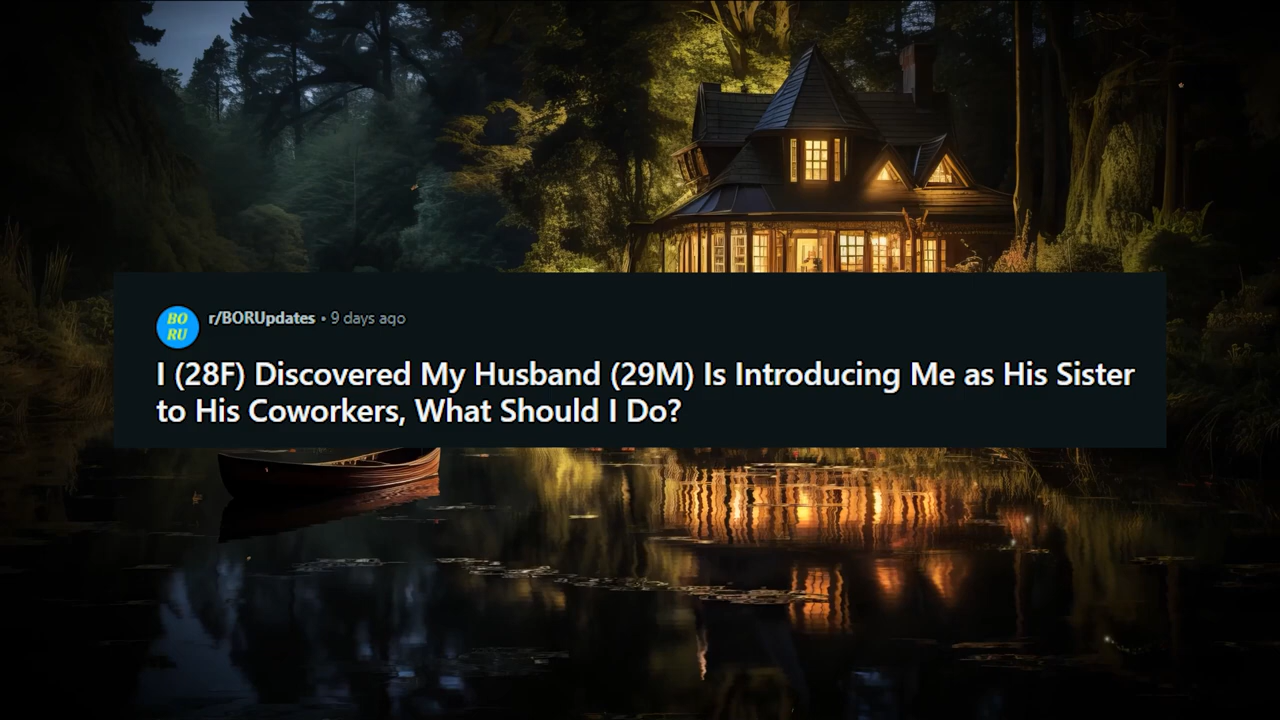 BO
RU
r/BORUpdates • 9 days ago
I (28F) Discovered My Husband (29M) Is Introducing Me as His Sister
to His Coworkers, What Should I Do?